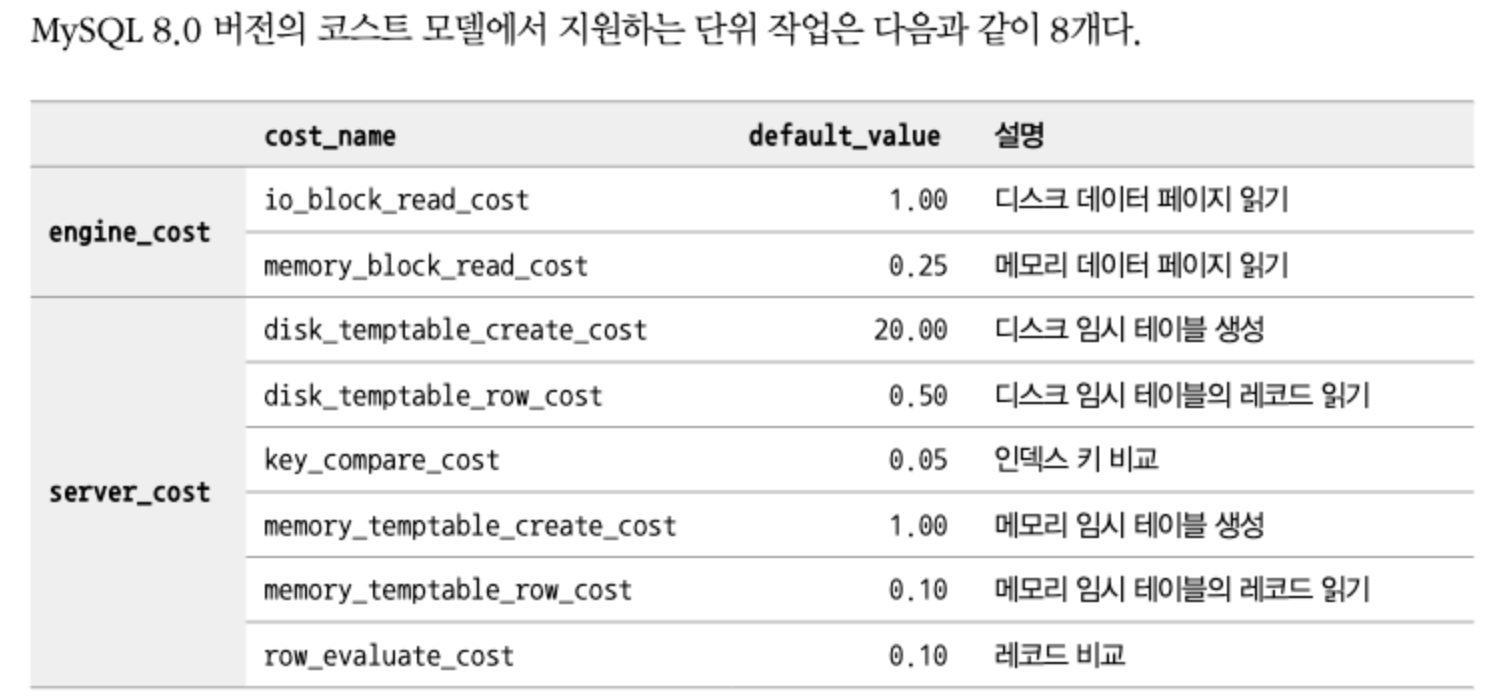 MySQL 8.0 버전의 코스트 모델에서 지원하는 단위 작업은 다음과 같이 8개다.
cost_name default_value 설명
engine_cost
io_block_read_cost 1.00 디스크 데이터 페이지 읽기
memory_block_read_cost 0.25 메모리 데이터 페이지 읽기
server_cost
disk_temptable_create_cost 20.00 디스크 임시 테이블 생성
disk_temptable_row_cost 0.50 디스크 임시 테이블의 레코드 읽기
key_compare_cost 0.05 인덱스 키 비교
memory_temptable_create_cost 1.00 메모리 임시 테이블 생성
memory_temptable_row_cost 0.10 메모리 임시 테이블의 레코드 읽기
row_evaluate_cost 0.10 레코드 비교